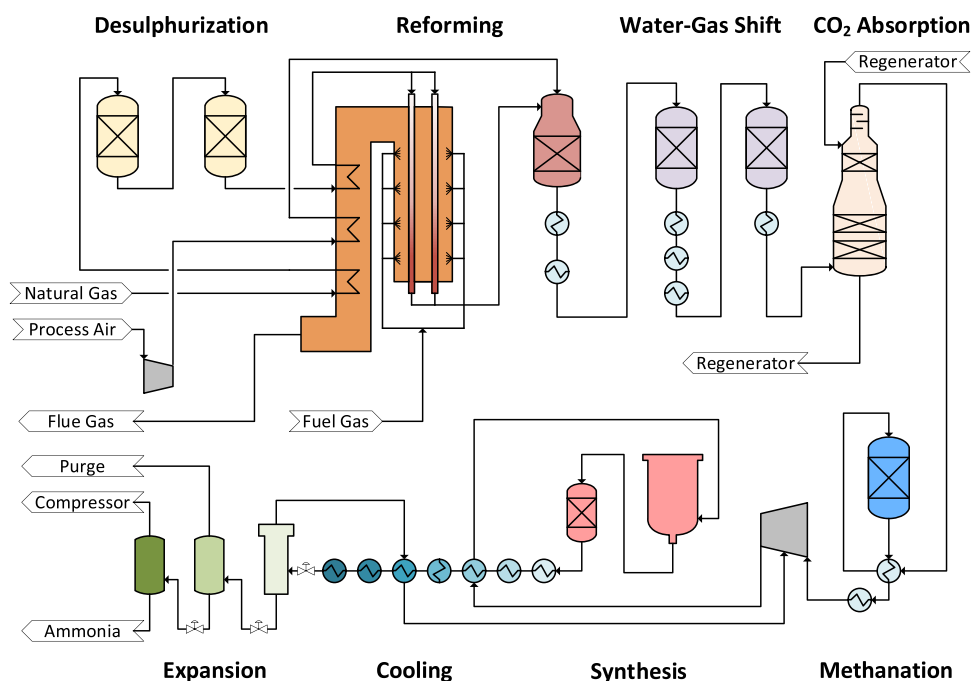 Desulphurization
Reforming
Water-Gas Shift
CO₂ Absorption
Regenerator
Natural Gas
Process Air
Regenerator
Flue Gas
Fuel Gas
Purge
Compressor
Ammonia
Expansion
Cooling
Synthesis
Methanation